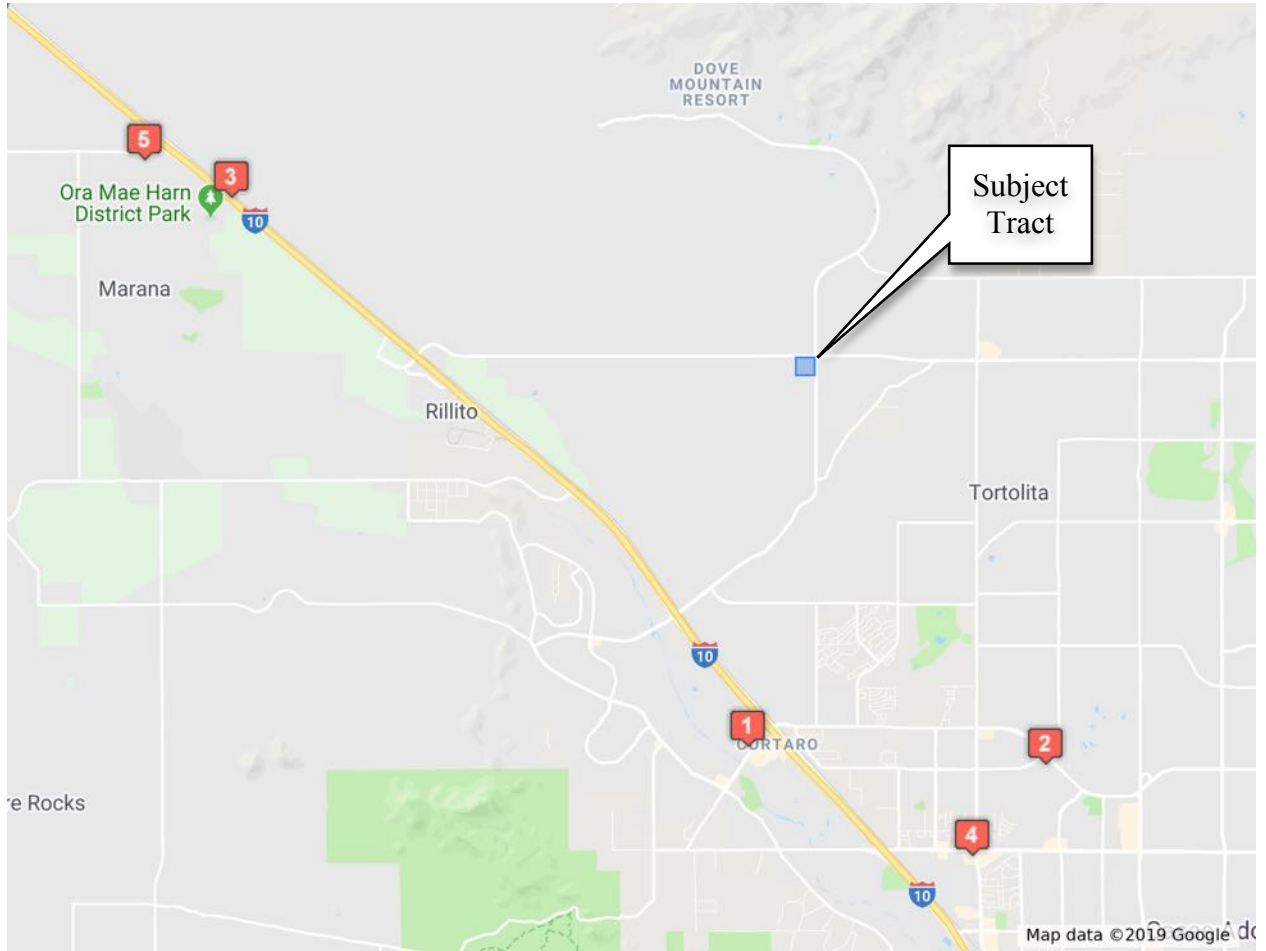 DOVE
MOUNTAIN
RESORT
Subject
Tract
5
3
Ora Mae Harn
District Park
10
Marana
Rillito
Tortolita
10
1
CORTARO
2
re Rocks
4
10
Map data ©2019 Google